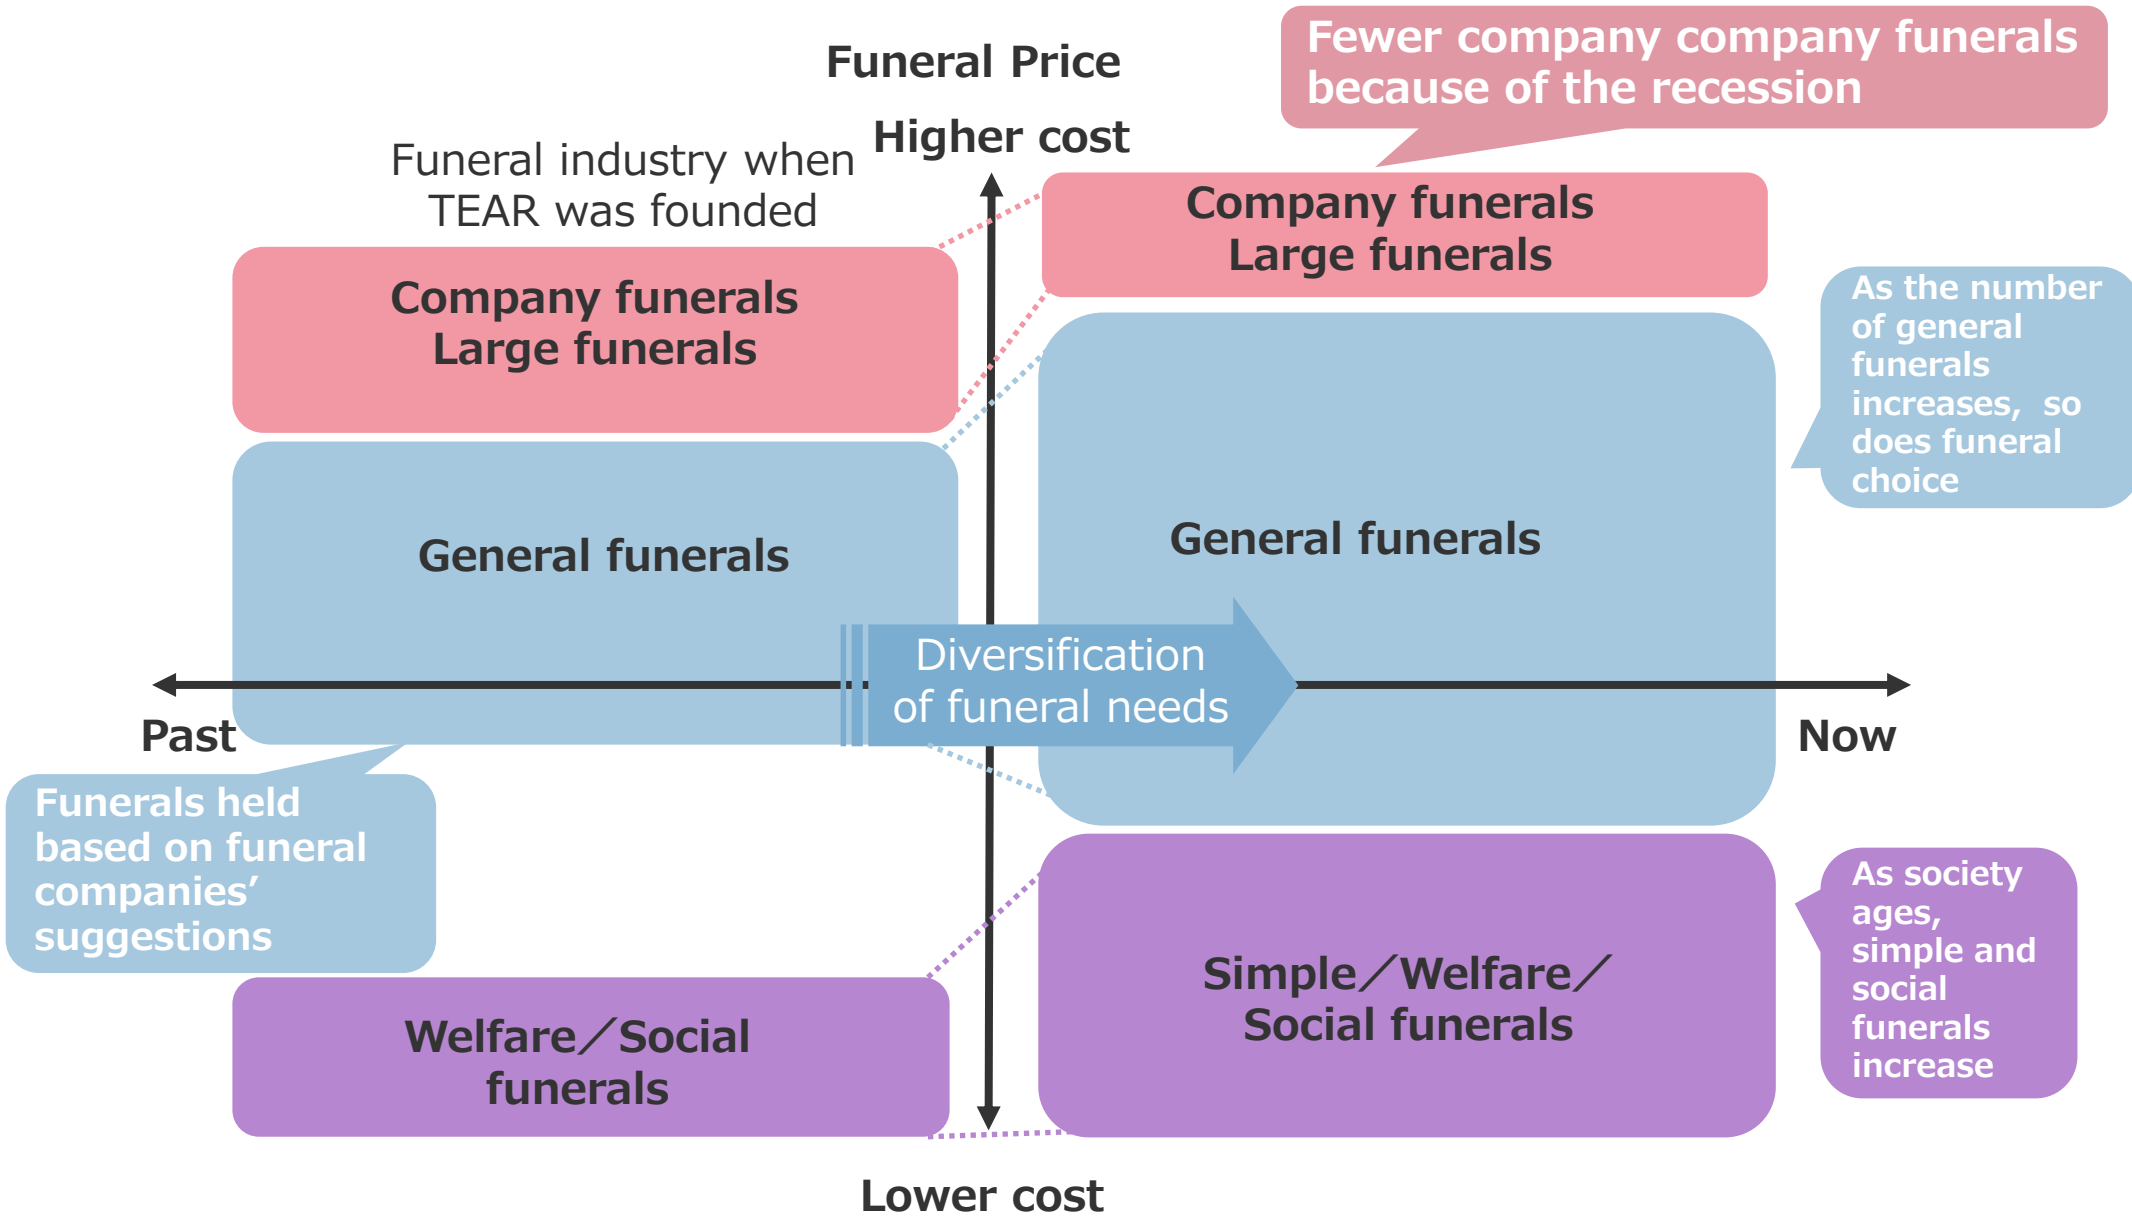 Funeral Price
Higher cost
Fewer company company funerals
because of the recession
Funeral industry when
TEAR was founded
Company funerals
Large funerals
General funerals
Past
Funerals held
based on funeral
companies’
suggestions
Welfare／Social
funerals
Diversification
of funeral needs
Company funerals
Large funerals
General funerals
As the number
of general
funerals
increases, so
does funeral
choice
Now
Simple／Welfare／
Social funerals
As society
ages,
simple and
social
funerals
increase
Lower cost